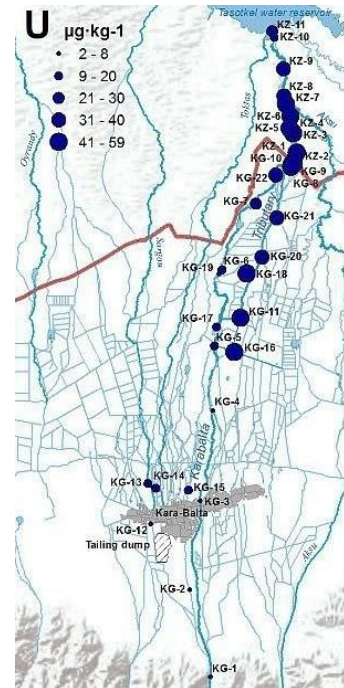 Tasotkel water reservoir
U µg·kg-1
2 - 8
9 - 20
21 - 30
31 - 40
41 - 59
KZ-11
KZ-10
KZ-9
KZ-8
KZ-7
KZ-6
KZ-4
KZ-5
KZ-3
KZ-1
KZ-2
KG-10
KG-9
KG-22
KG-8
KG-7
KG-21
KG-20
KG-6
KG-19
KG-18
KG-11
KG-17
KG-5
KG-16
KG-4
Karabalta
KG-14
KG-13
KG-15
KG-3
Kara-Balta
KG-12
Tailing dump
Aksu
KG-2
KG-1